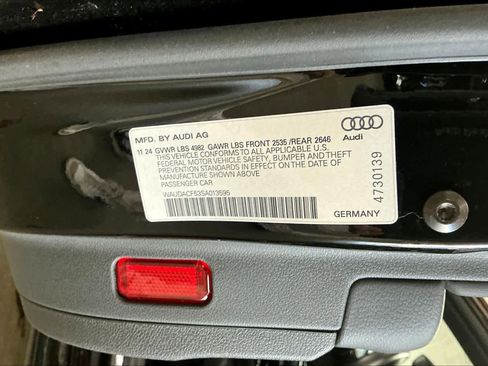 MFD. BY AUDI AG
11 24 GVWR LBS 4982 GAWR LBS FRONT 2535 /REAR 2646
THIS VEHICLE CONFORMS TO ALL APPLICABLE U.S.
FEDERAL MOTOR VEHICLE SAFETY, BUMPER AND THEFT
PREVENTION STANDARDS IN EFFECT ON THE DATE OF
MANUFACTURE SHOWN ABOVE
PASSENGER CAR
WAUDACF53SA013595
Audi
4730139
GERMANY